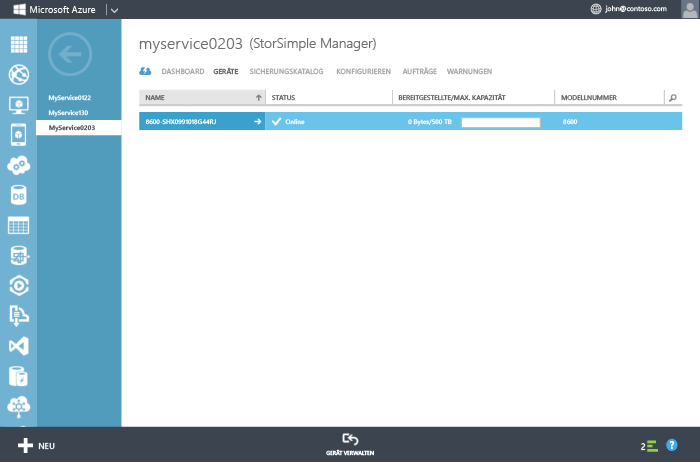 Microsoft Azure
john@contoso.com
myservice0203 (StorSimple Manager)
DASHBOARD GERÄTE SICHERUNGSKATALOG KONFIGURIEREN AUFTRÄGE WARNUNGEN
MyService0122
MyService130
MyService0203
NAME STATUS BEREITGESTELLTE/MAX. KAPAZITÄT MODELLNUMMER
8600-SHX0991018G44RJ Online 0 Bytes/500 TB 8600
DB
NEU
GERÄT VERWALTEN
2
?